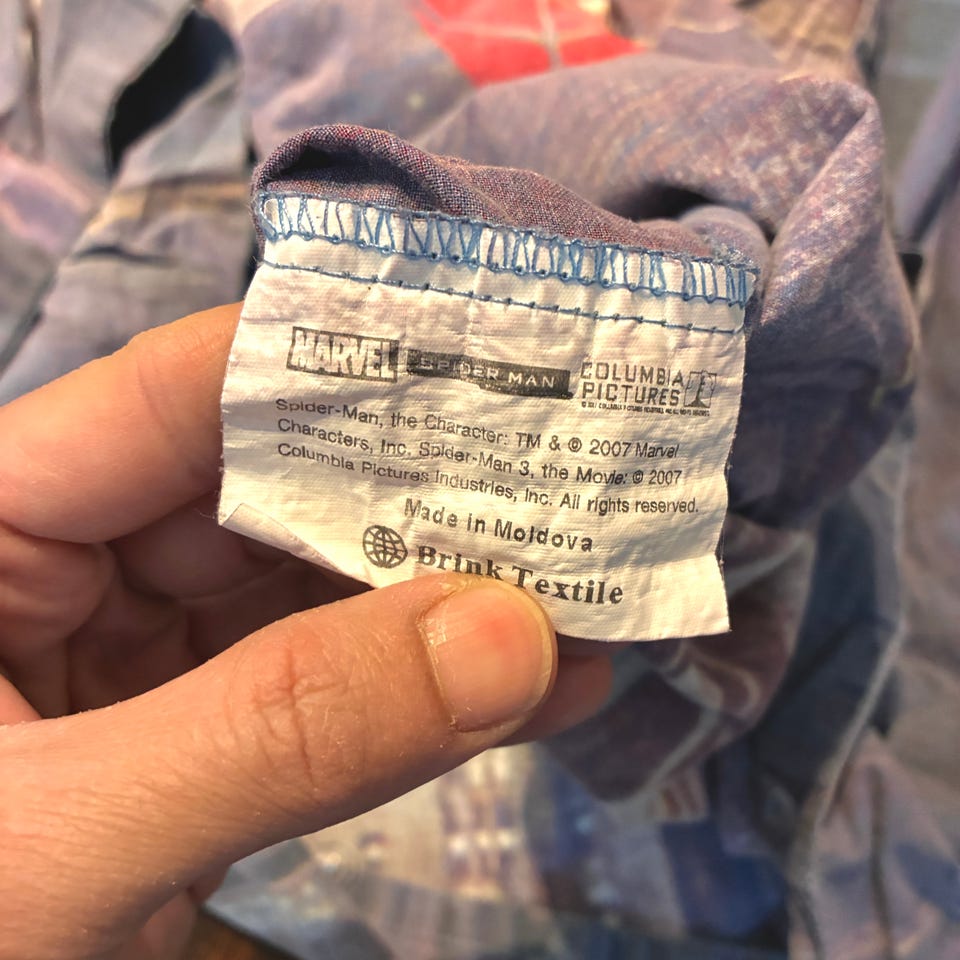 MARVEL SPIDER MAN COLUMBIA
PICTURES
Spider-Man, the Character: TM & © 2007 Marvel
Characters, Inc. Spider-Man 3, the Movie: © 2007
Columbia Pictures Industries, Inc. All rights reserved.
Made in Moldova
Brink Textile